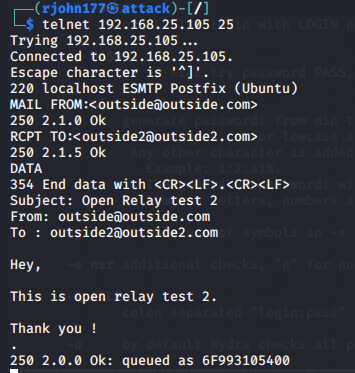 (rjohn177㉿attack)-[/]
$ telnet 192.168.25.105 25
Trying 192.168.25.105...
Connected to 192.168.25.105.
Escape character is '^]'.
220 localhost ESMTP Postfix (Ubuntu)
MAIL FROM:<outside@outside.com>
250 2.1.0 Ok
RCPT TO:<outside2@outside2.com>
250 2.1.5 Ok
DATA
354 End data with <CR><LF>.<CR><LF>
Subject: Open Relay test 2
From: outside@outside.com
To : outside2@outside2.com
Hey,
This is open relay test 2.
Thank you !
.
250 2.0.0 Ok: queued as 6F993105400